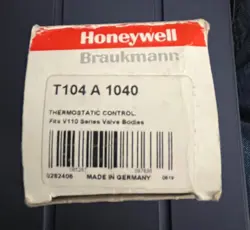 Honeywell
Braukmann
T104 A 1040
THERMOSTATIC CONTROL.
Fits V110 Series Valve Bodies
MADE IN GERMANY